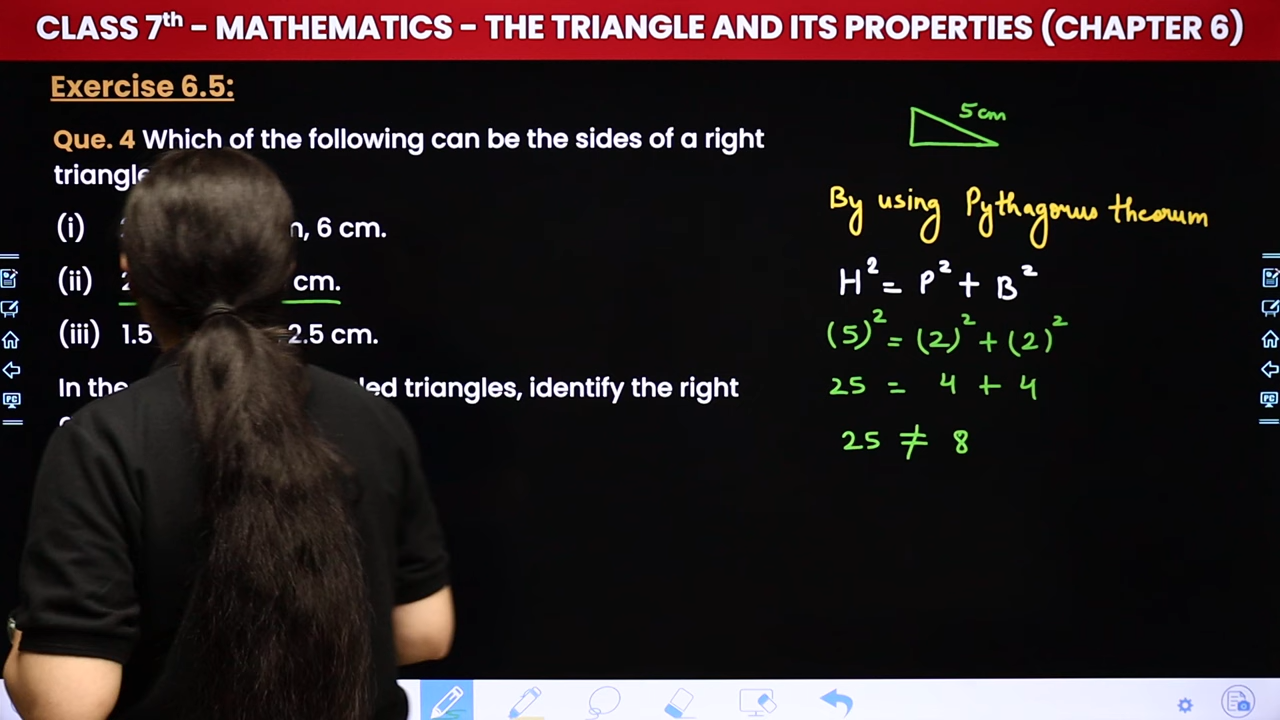 CLASS 7th - MATHEMATICS - THE TRIANGLE AND ITS PROPERTIES (CHAPTER 6)
Exercise 6.5:
Que. 4 Which of the following can be the sides of a right
(i) , 6 cm.
(ii) cm.
(iii) 1.5 2.5 cm.
In the triangles, identify the right
5 cm
By using Pythagorus theorum
H² = P² + B²
(5)² = (2)² + (2)²
25 = 4 + 4
25 ≠ 8